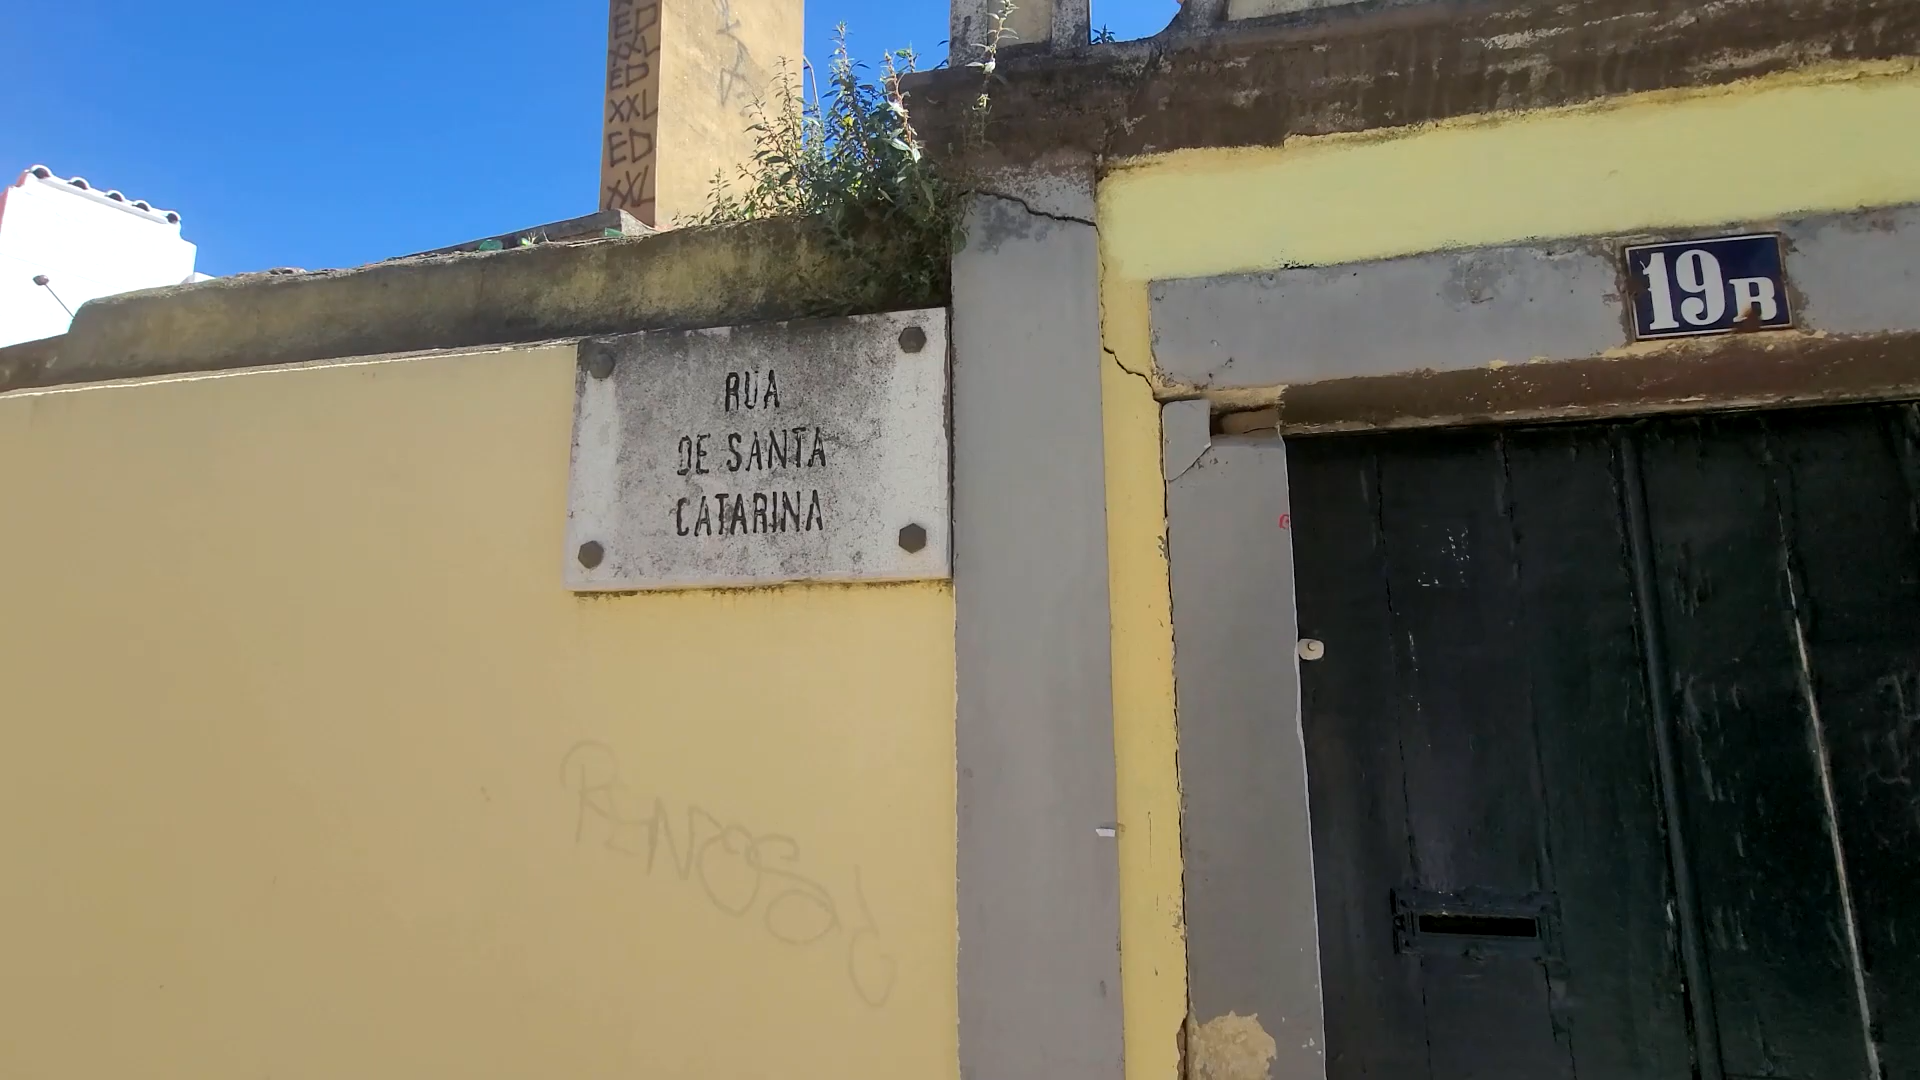 ED
XXL
ED
XXL
ED
XXL
19B
RUA
DE SANTA
CATARINA